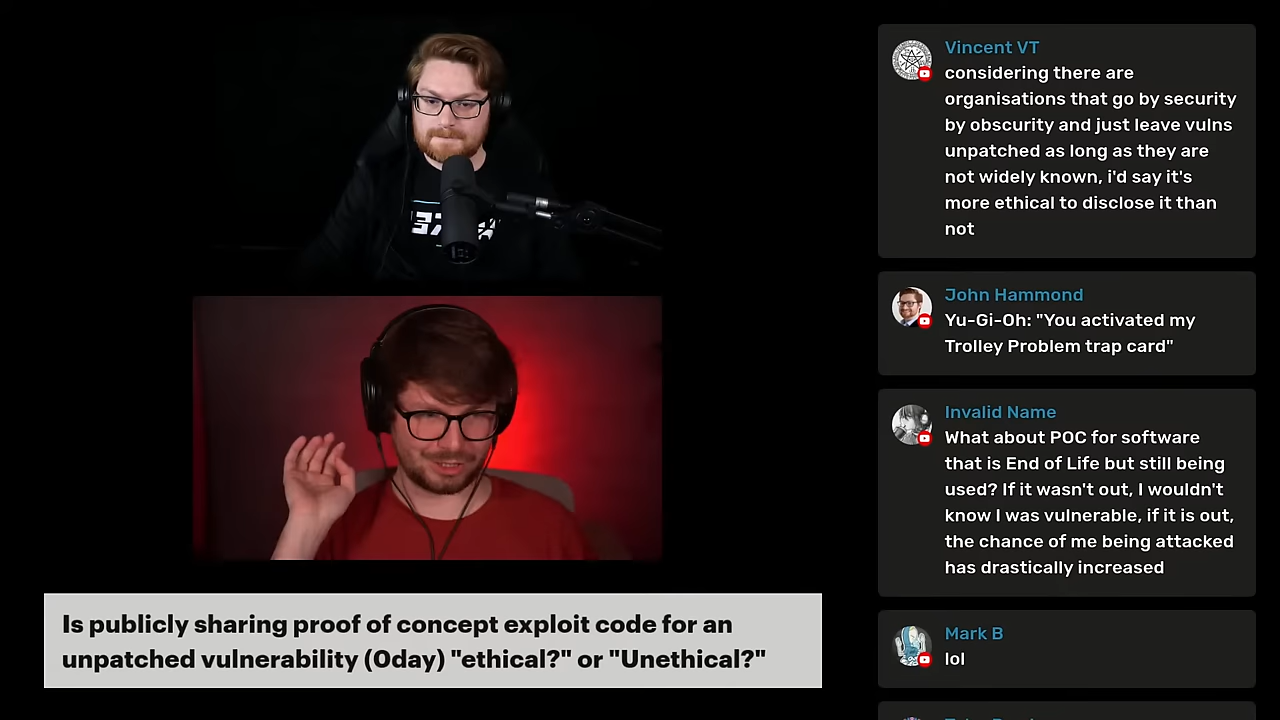 Vincent VT
considering there are
organisations that go by security
by obscurity and just leave vulns
unpatched as long as they are
not widely known, i'd say it's
more ethical to disclose it than
not
John Hammond
Yu-Gi-Oh: "You activated my
Trolley Problem trap card"
Invalid Name
What about POC for software
that is End of Life but still being
used? If it wasn't out, I wouldn't
know I was vulnerable, if it is out,
the chance of me being attacked
has drastically increased
Mark B
lol
Is publicly sharing proof of concept exploit code for an
unpatched vulnerability (0day) "ethical?" or "Unethical?"